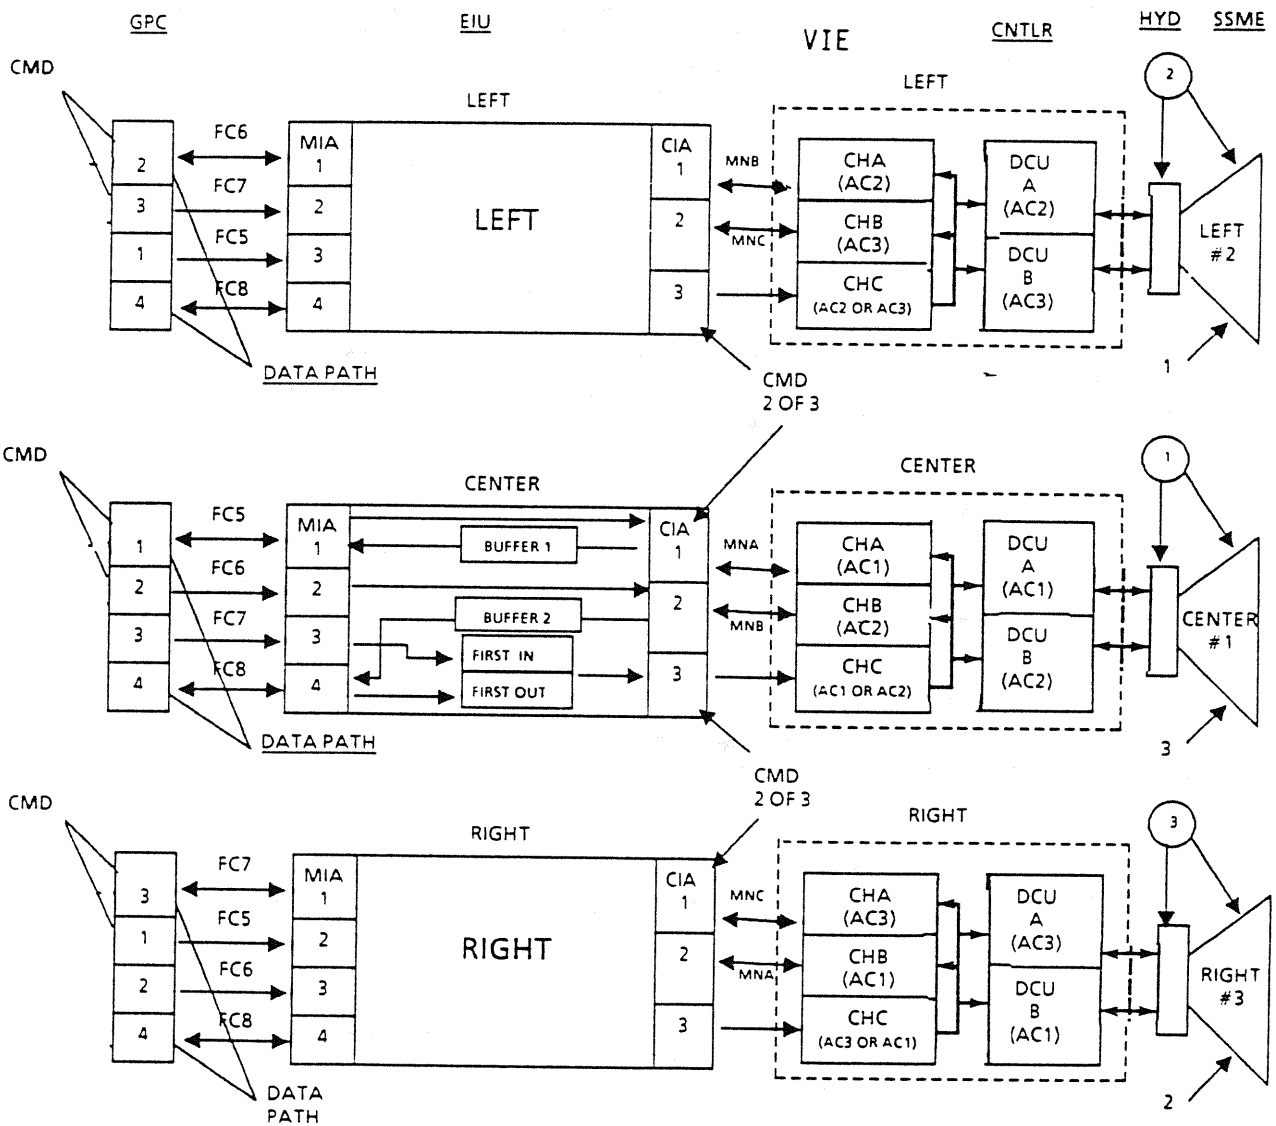 GPC EIU VIE CNTLR HYD SSME
CMD
LEFT
LEFT
2
3
1
4
FC6
FC7
FC5
FC8
MIA
1
2
3
4
LEFT
CIA
1
2
3
MNB
MNC
CHA
(AC2)
CHB
(AC3)
CHC
(AC2 OR AC3)
DCU
A
(AC2)
DCU
B
(AC3)
2
LEFT
#2
1
DATA PATH
CMD
2 OF 3
CMD
CENTER
CENTER
1
2
3
4
FC5
FC6
FC7
FC8
MIA
1
2
3
4
BUFFER 1
BUFFER 2
FIRST IN
FIRST OUT
CIA
1
2
3
MNA
MNB
CHA
(AC1)
CHB
(AC2)
CHC
(AC1 OR AC2)
DCU
A
(AC1)
DCU
B
(AC2)
1
CENTER
#1
3
DATA PATH
CMD
2 OF 3
CMD
RIGHT
RIGHT
3
1
2
4
FC7
FC5
FC6
FC8
MIA
1
2
3
4
RIGHT
CIA
1
2
3
MNC
MNA
CHA
(AC3)
CHB
(AC1)
CHC
(AC3 OR AC1)
DCU
A
(AC3)
DCU
B
(AC1)
3
RIGHT
#3
2
DATA
PATH